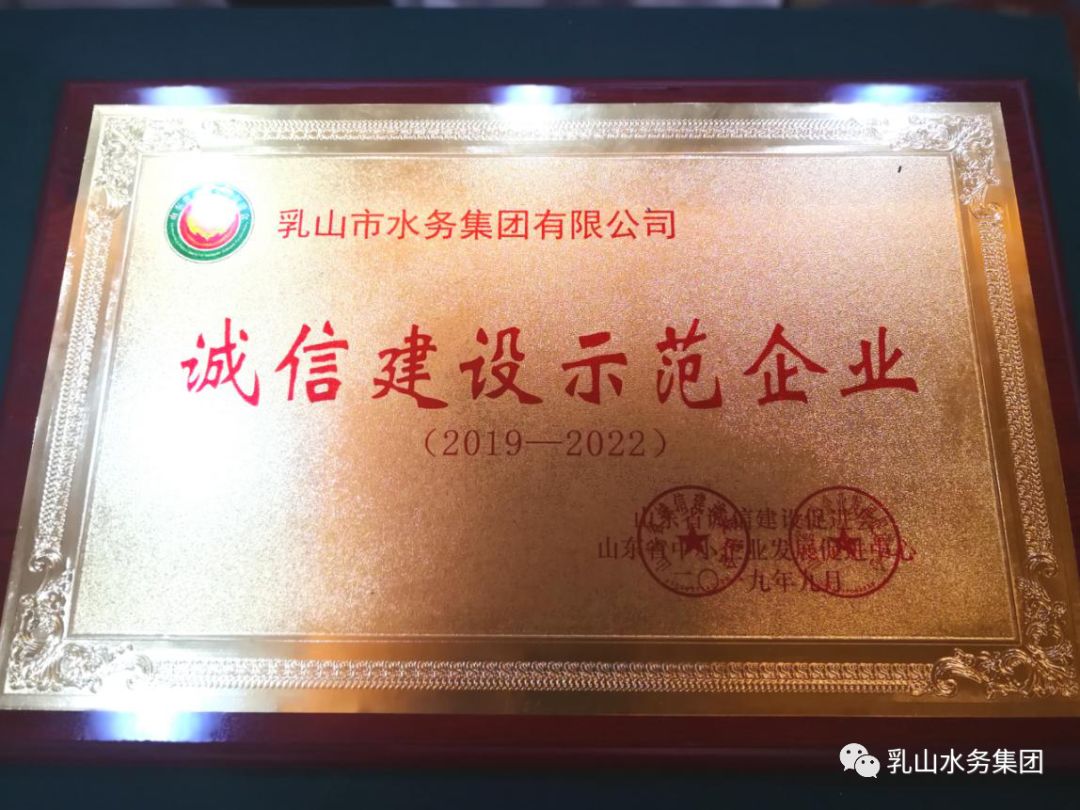 乳山市水务集团有限公司
诚信建设示范企业
（2019—2022）
山东省诚信建设促进会
山东省中小企业发展促进中心
二〇一九年九月
乳山水务集团